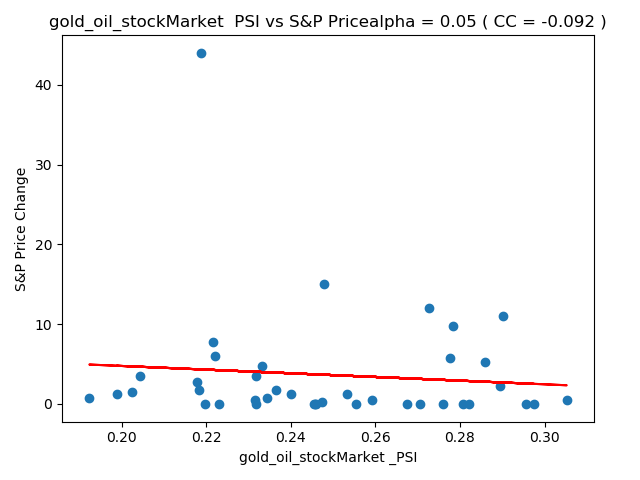 gold_oil_stockMarket  PSI vs S&P Pricealpha = 0.05 ( CC = -0.092 )
40
30
20
10
0
S&P Price Change
0.20 0.22 0.24 0.26 0.28 0.30
gold_oil_stockMarket _PSI